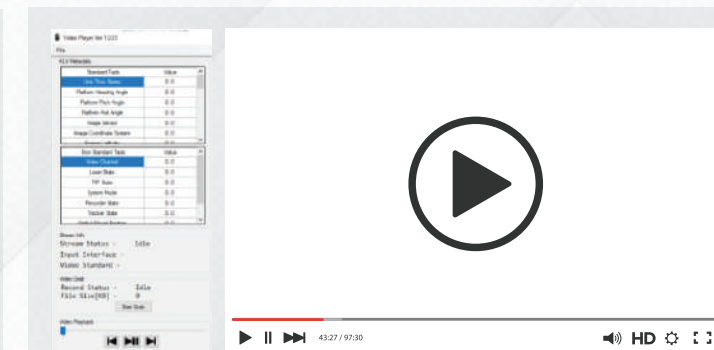 Video Player Ver 1.0.23
File
KLV Metadata
Standard Tags Value
Unix Time Stamp 0.0
Platform Heading Angle 0.0
Platform Pitch Angle 0.0
Platform Roll Angle 0.0
Image Sensor 0.0
Image Coordinate System 0.0
Non Standard Tags Value
Video Channel 0.0
Laser State 0.0
PIP State 0.0
System Mode 0.0
Recorder State 0.0
Tracker State 0.0
Stream Info
Stream Status - Idle
Input Interface -
Video Standard -
Video Grab
Record Status - Idle
File Size[KB] - 0
Start Grab
Video Playback
43:27 / 97:30
HD